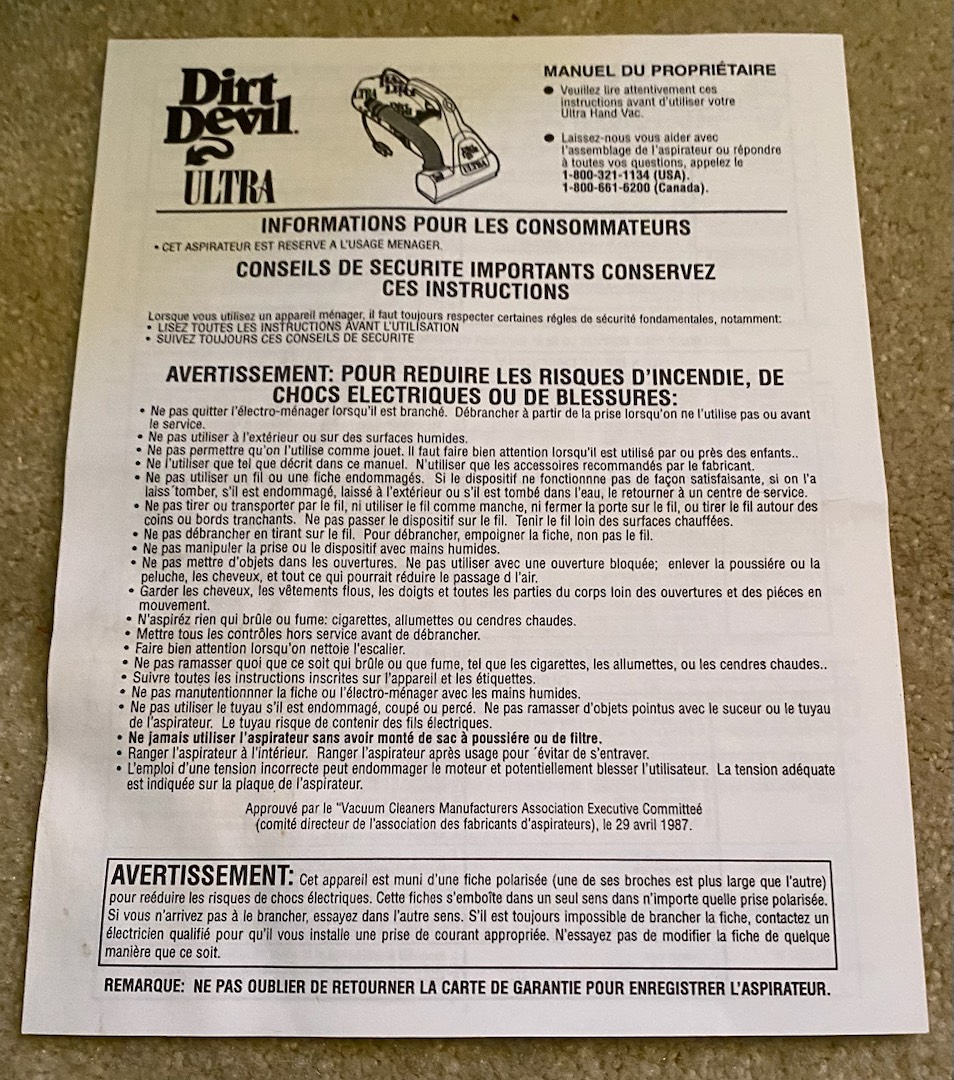 Dirt
Devil.
ULTRA
MANUEL DU PROPRIÉTAIRE
● Veuillez lire attentivement ces
instructions avant d'utiliser votre
Ultra Hand Vac.
● Laissez-nous vous aider avec
l'assemblage de l'aspirateur ou répondre
à toutes vos questions, appelez le
1-800-321-1134 (USA).
1-800-661-6200 (Canada).
INFORMATIONS POUR LES CONSOMMATEURS
• CET ASPIRATEUR EST RESERVE A L'USAGE MENAGER.
CONSEILS DE SECURITE IMPORTANTS CONSERVEZ
CES INSTRUCTIONS
Lorsque vous utilisez un appareil ménager, il faut toujours respecter certaines régles de sécurité fondamentales, notamment:
• LISEZ TOUTES LES INSTRUCTIONS AVANT L'UTILISATION
• SUIVEZ TOUJOURS CES CONSEILS DE SECURITE
AVERTISSEMENT: POUR REDUIRE LES RISQUES D'INCENDIE, DE
CHOCS ELECTRIQUES OU DE BLESSURES:
• Ne pas quitter l'électro-ménager lorsqu'il est branché. Débrancher à partir de la prise lorsqu'on ne l'utilise pas ou avant
le service.
• Ne pas utiliser à l'extérieur ou sur des surfaces humides.
• Ne pas permettre qu'on l'utilise comme jouet. Il faut faire bien attention lorsqu'il est utilisé par ou près des enfants..
• Ne l'utiliser que tel que décrit dans ce manuel. N'utiliser que les accessoires recommandés par le fabricant.
• Ne pas utiliser un fil ou une fiche endommagés. Si le dispositif ne fonctionnne pas de façon satisfaisante, si on l'a
laiss´tomber, s'il est endommagé, laissé à l'extérieur ou s'il est tombé dans l'eau, le retourner à un centre de service.
• Ne pas tirer ou transporter par le fil, ni utiliser le fil comme manche, ni fermer la porte sur le fil, ou tirer le fil autour des
coins ou bords tranchants. Ne pas passer le dispositif sur le fil. Tenir le fil loin des surfaces chauffées.
• Ne pas débrancher en tirant sur le fil. Pour débrancher, empoigner la fiche, non pas le fil.
• Ne pas manipuler la prise ou le dispositif avec mains humides.
• Ne pas mettre d'objets dans les ouvertures. Ne pas utiliser avec une ouverture bloquée; enlever la poussiére ou la
peluche, les cheveux, et tout ce qui pourrait réduire le passage d l'air.
• Garder les cheveux, les vêtements flous, les doigts et toutes les parties du corps loin des ouvertures et des piéces en
mouvement.
• N'aspiréz rien qui brûle ou fume: cigarettes, allumettes ou cendres chaudes.
• Mettre tous les contrôles hors service avant de débrancher.
• Faire bien attention lorsqu'on nettoie l'escalier.
• Ne pas ramasser quoi que ce soit qui brûle ou que fume, tel que les cigarettes, les allumettes, ou les cendres chaudes..
• Suivre toutes les instructions inscrites sur l'appareil et les étiquettes.
• Ne pas manutentionnner la fiche ou l'électro-ménager avec les mains humides.
• Ne pas utiliser le tuyau s'il est endommagé, coupé ou percé. Ne pas ramasser d'objets pointus avec le suceur ou le tuyau
de l'aspirateur. Le tuyau risque de contenir des fils électriques.
• Ne jamais utiliser l'aspirateur sans avoir monté de sac à poussiére ou de filtre.
• Ranger l'aspirateur à l'intérieur. Ranger l'aspirateur après usage pour ´évitar de s'entraver.
• L'emploi d'une tension incorrecte peut endommager le moteur et potentiellement blesser l'utilisateur. La tension adéquate
est indiquée sur la plaque de l'aspirateur.
Approuvé par le "Vacuum Cleaners Manufacturers Association Executive Committeé
(comité directeur de l'association des fabricants d'aspirateurs), le 29 avril 1987.
AVERTISSEMENT: Cet appareil est muni d'une fiche polarisée (une de ses broches est plus large que l'autre)
pour reéduire les risques de chocs électriques. Cette fiches s'emboîte dans un seul sens dans n'importe quelle prise polarisée.
Si vous n'arrivez pas à le brancher, essayez dans l'autre sens. S'il est toujours impossible de brancher la fiche, contactez un
électricien qualifié pour qu'il vous installe une prise de courant appropriée. N'essayez pas de modifier la fiche de quelque
manière que ce soit.
REMARQUE: NE PAS OUBLIER DE RETOURNER LA CARTE DE GARANTIE POUR ENREGISTRER L'ASPIRATEUR.